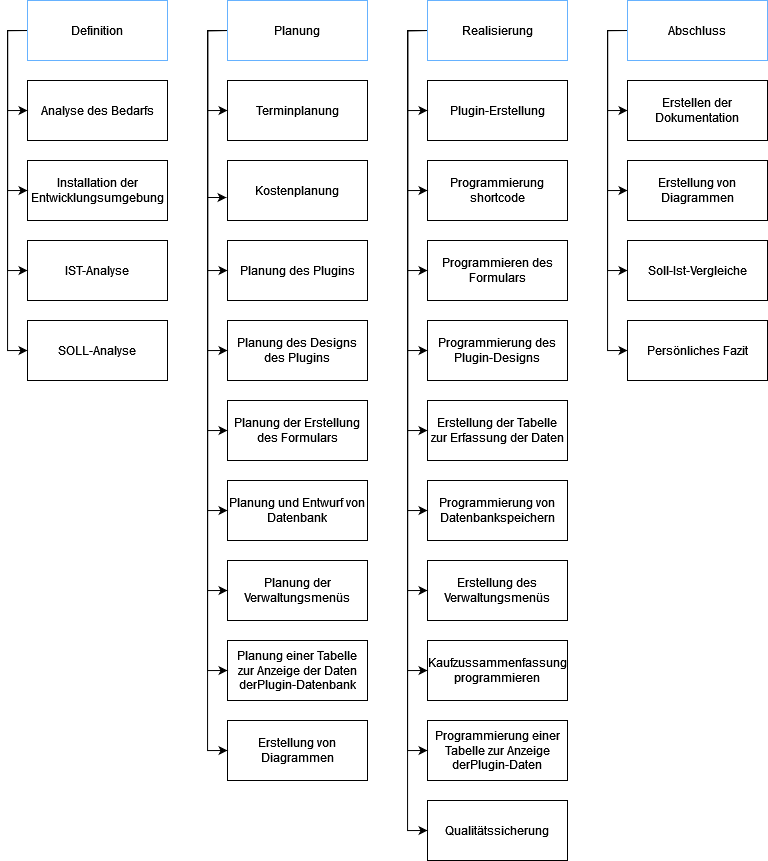 Definition
Analyse des Bedarfs
Installation der
Entwicklungsumgebung
IST-Analyse
SOLL-Analyse
Planung
Terminplanung
Kostenplanung
Planung des Plugins
Planung des Designs
des Plugins
Planung der Erstellung
des Formulars
Planung und Entwurf von
Datenbank
Planung der
Verwaltungsmenüs
Planung einer Tabelle
zur Anzeige der Daten
derPlugin-Datenbank
Erstellung von
Diagrammen
Realisierung
Plugin-Erstellung
Programmierung
shortcode
Programmieren des
Formulars
Programmierung des
Plugin-Designs
Erstellung der Tabelle
zur Erfassung der Daten
Programmierung von
Datenbankspeichern
Erstellung des
Verwaltungsmenüs
Kaufzusammenfassung
programmieren
Programmierung einer
Tabelle zur Anzeige
derPlugin-Daten
Qualitätssicherung
Abschluss
Erstellen der
Dokumentation
Erstellung von
Diagrammen
Soll-Ist-Vergleiche
Persönliches Fazit